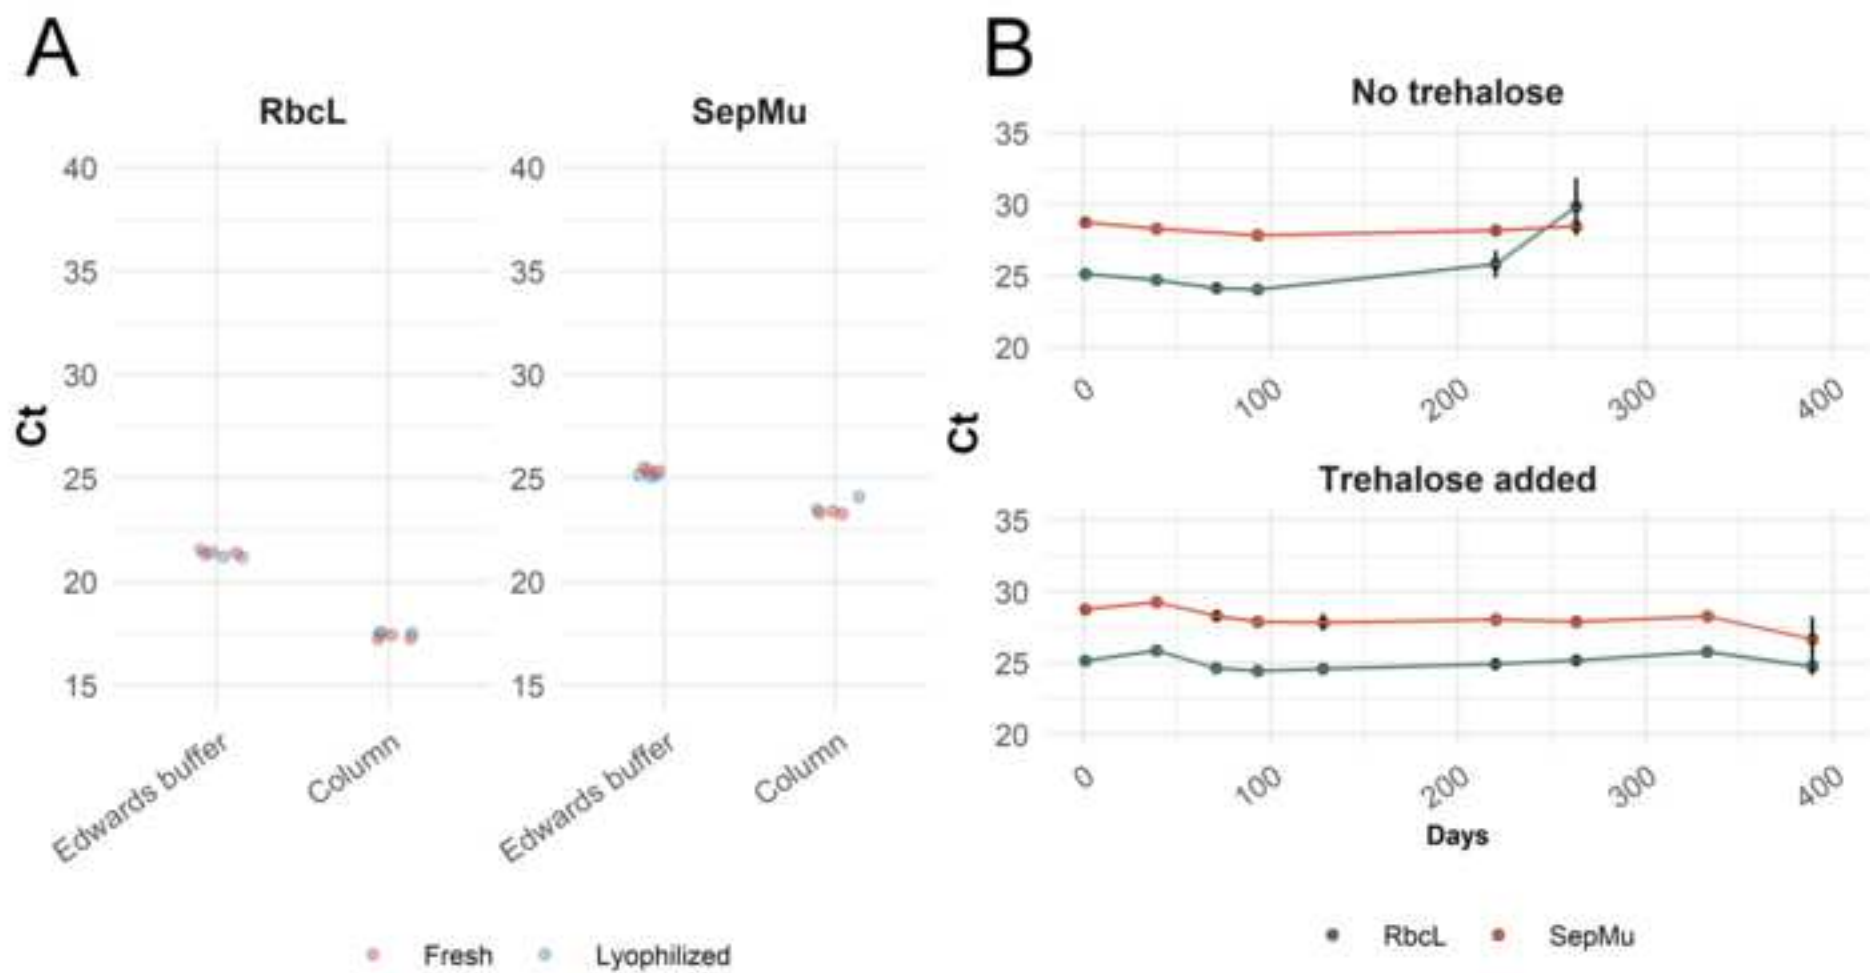 A
RbcL
SepMu
40
35
30
25
20
15
40
35
30
25
20
15
Ct
Edwards buffer
Column
Edwards buffer
Column
Fresh
Lyophilized
B
No trehalose
35
30
25
20
0
100
200
300
400
Ct
Trehalose added
35
30
25
20
0
100
200
300
400
Days
RbcL
SepMu